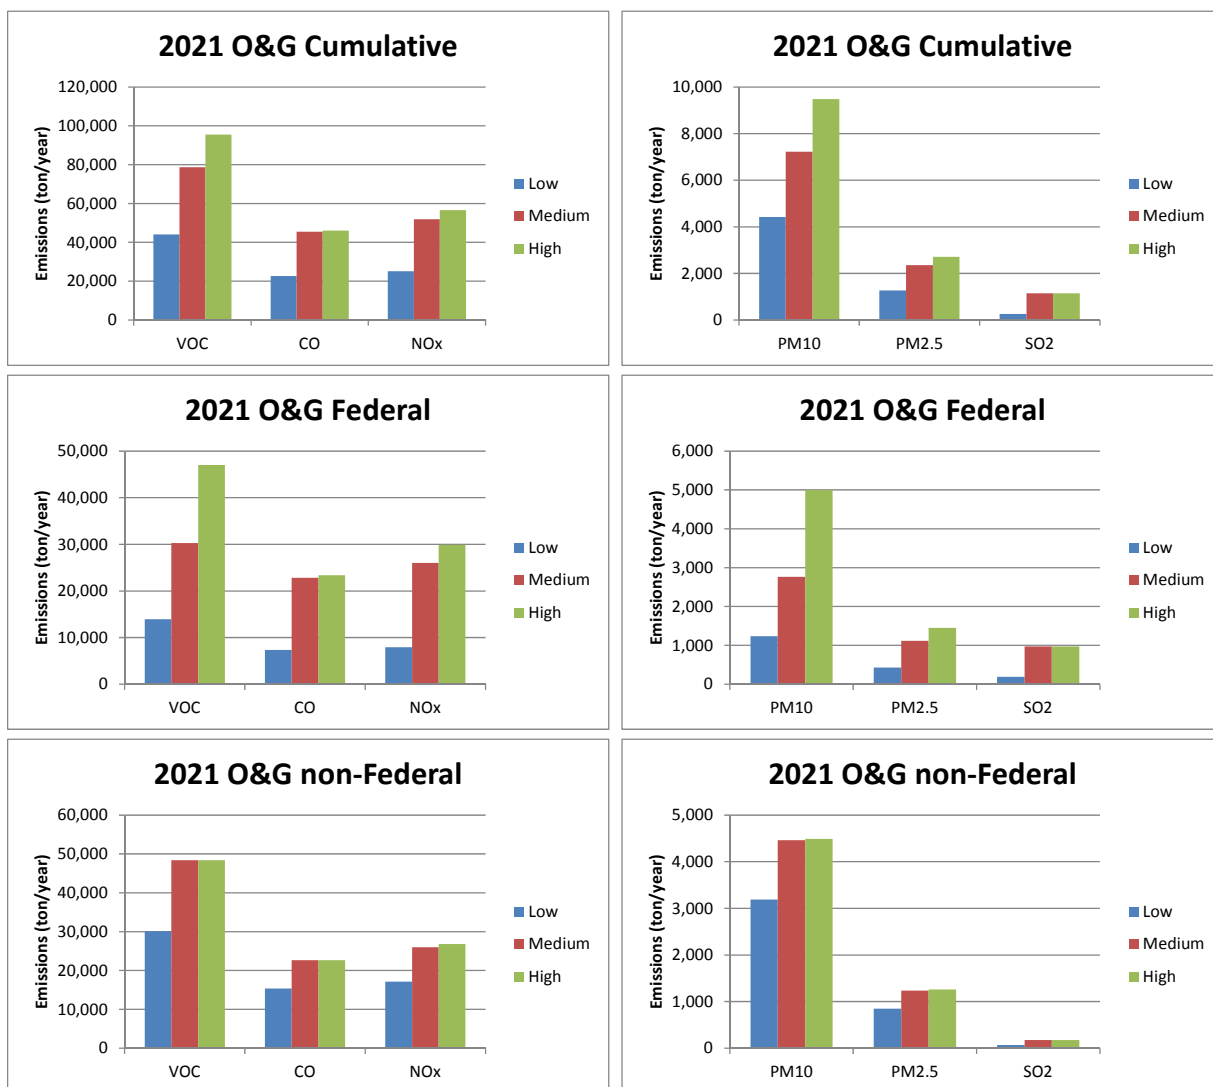 2021 O&G Cumulative
Emissions (ton/year)
120,000
100,000
80,000
60,000
40,000
20,000
0
VOC CO NOx
Low
Medium
High
2021 O&G Cumulative
Emissions (ton/year)
10,000
8,000
6,000
4,000
2,000
0
PM10 PM2.5 SO2
Low
Medium
High
2021 O&G Federal
Emissions (ton/year)
50,000
40,000
30,000
20,000
10,000
0
VOC CO NOx
Low
Medium
High
2021 O&G Federal
Emissions (ton/year)
6,000
5,000
4,000
3,000
2,000
1,000
0
PM10 PM2.5 SO2
Low
Medium
High
2021 O&G non-Federal
Emissions (ton/year)
60,000
50,000
40,000
30,000
20,000
10,000
0
VOC CO NOx
Low
Medium
High
2021 O&G non-Federal
Emissions (ton/year)
5,000
4,000
3,000
2,000
1,000
0
PM10 PM2.5 SO2
Low
Medium
High